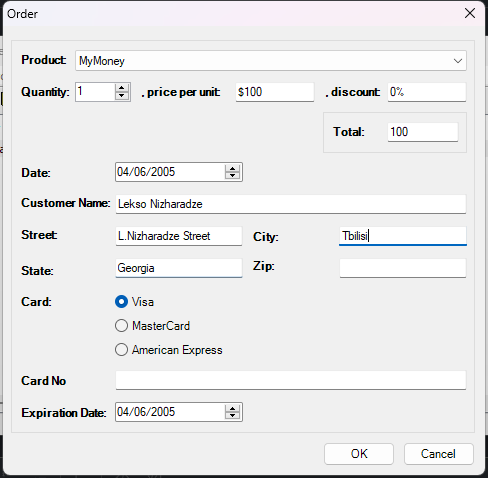 Order
Product: MyMoney
Quantity: 1 , price per unit: $100 , discount: 0%
Total: 100
Date: 04/06/2005
Customer Name: Lekso Nizharadze
Street: L.Nizharadze Street City: Tbilisi
State: Georgia Zip:
Card: Visa
MasterCard
American Express
Card No
Expiration Date: 04/06/2005
OK Cancel